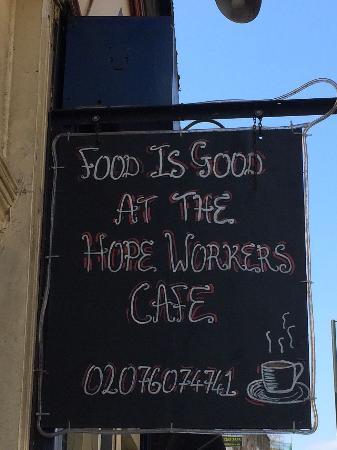 Food Is Good
At The
Hope Workers
Cafe
02076074741